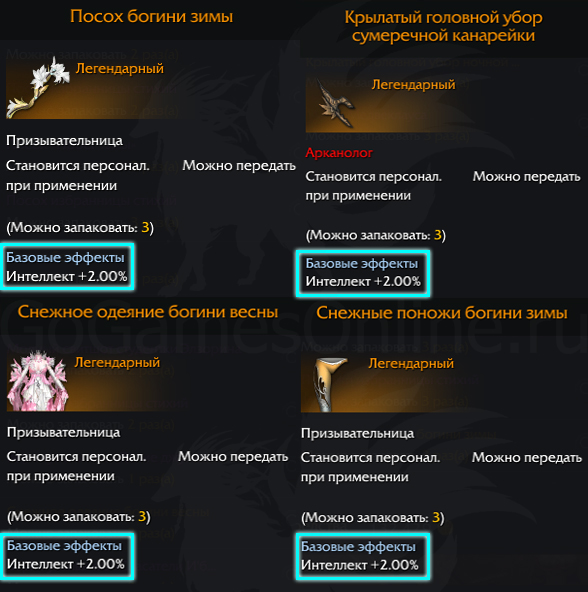 Посох богини зимы
Легендарный
Призывательница
Становится персонал. Можно передать
при применении
(Можно запаковать: 3)
Базовые эффекты
Интеллект +2.00%
Крылатый головной убор
сумеречной канарейки
Легендарный
Арканолог
Становится персонал. Можно передать
при применении
(Можно запаковать: 3)
Базовые эффекты
Интеллект +2.00%
Снежное одеяние богини весны
Легендарный
Призывательница
Становится персонал. Можно передать
при применении
(Можно запаковать: 3)
Базовые эффекты
Интеллект +2.00%
Снежные поножи богини зимы
Легендарный
Призывательница
Становится персонал. Можно передать
при применении
(Можно запаковать: 3)
Базовые эффекты
Интеллект +2.00%